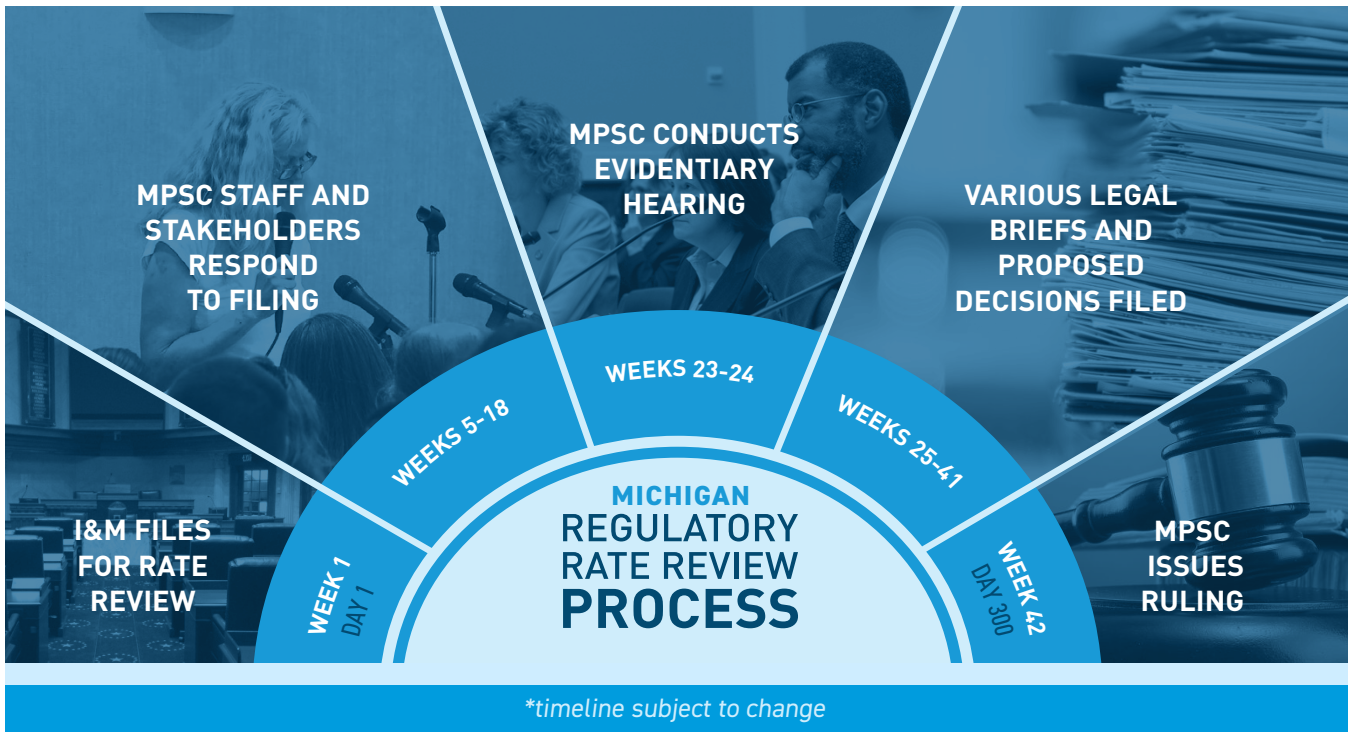 I&M FILES
FOR RATE
REVIEW
WEEK 1
DAY 1
MPSC STAFF AND
STAKEHOLDERS
RESPOND
TO FILING
WEEKS 5-18
MPSC CONDUCTS
EVIDENTIARY
HEARING
WEEKS 23-24
VARIOUS LEGAL
BRIEFS AND
PROPOSED
DECISIONS FILED
WEEKS 25-41
MPSC
ISSUES
RULING
WEEK 42
DAY 300
MICHIGAN
REGULATORY
RATE REVIEW
PROCESS
*timeline subject to change